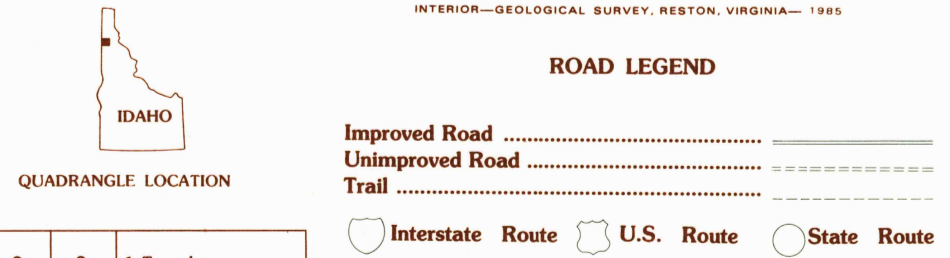 INTERIOR—GEOLOGICAL SURVEY, RESTON, VIRGINIA— 1985
ROAD LEGEND
IDAHO
QUADRANGLE LOCATION
Improved Road
Unimproved Road
Trail
Interstate Route
U.S. Route
State Route